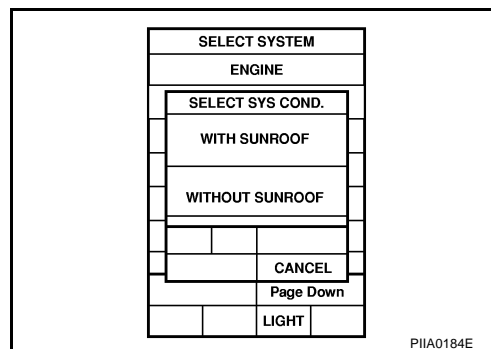 SELECT SYSTEM
ENGINE
SELECT SYS COND.
WITH SUNROOF
WITHOUT SUNROOF
CANCEL
Page Down
LIGHT
PIIA0184E